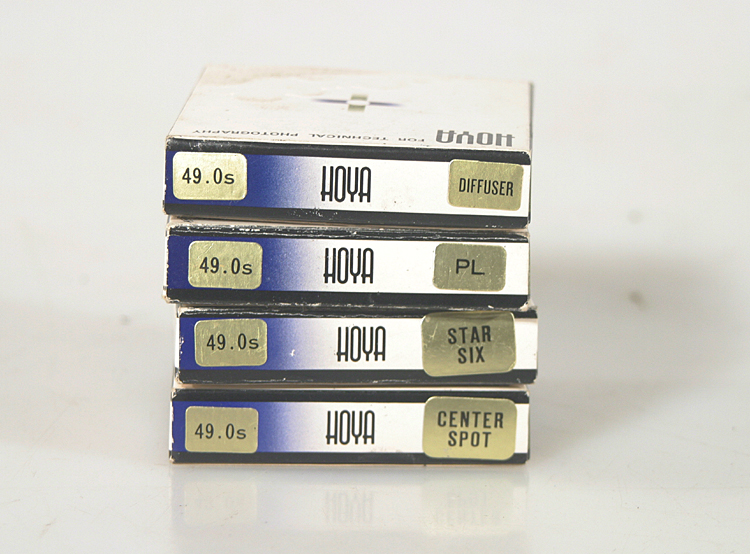 HOYA FOR TECHNICAL PHOTOGRAPHY
49.0s HOYA DIFFUSER
49.0s HOYA PL
49.0s HOYA STAR
SIX
49.0s HOYA CENTER
SPOT